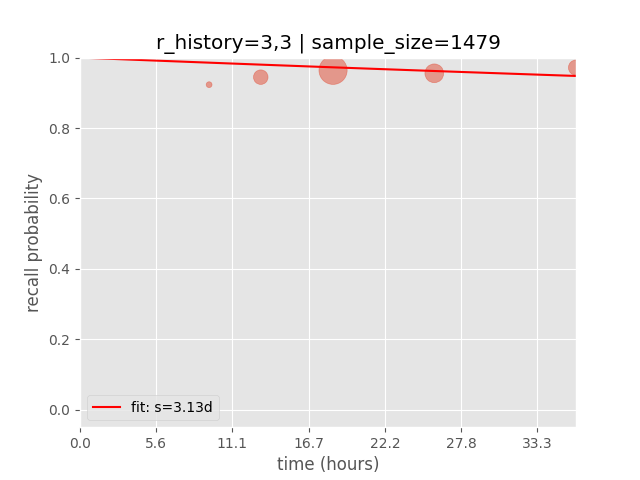 r_history=3,3 | sample_size=1479
recall probability
1.0
0.8
0.6
0.4
0.2
0.0
fit: s=3.13d
0.0 5.6 11.1 16.7 22.2 27.8 33.3
time (hours)